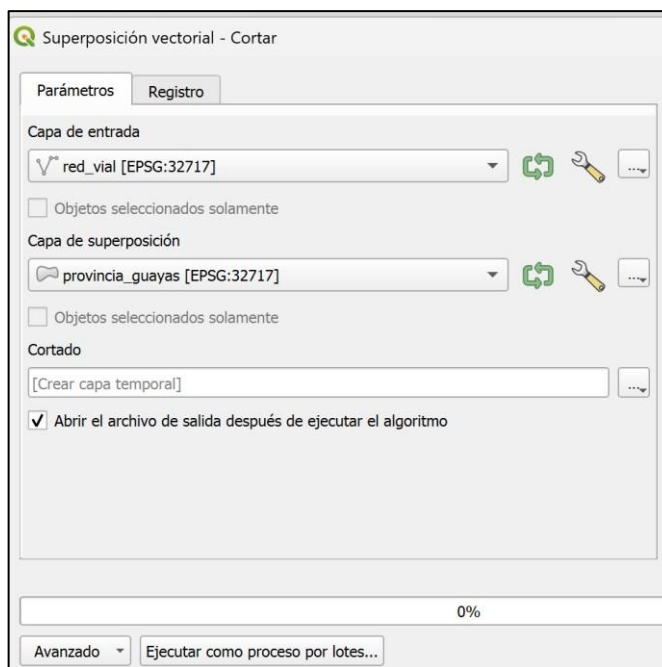 Superposición vectorial - Cortar
Parámetros Registro
Capa de entrada
red_vial [EPSG:32717]
...
Objetos seleccionados solamente
Capa de superposición
provincia_guayas [EPSG:32717]
...
Objetos seleccionados solamente
Cortado
[Crear capa temporal]
...
Abrir el archivo de salida después de ejecutar el algoritmo
0%
Avanzado Ejecutar como proceso por lotes...